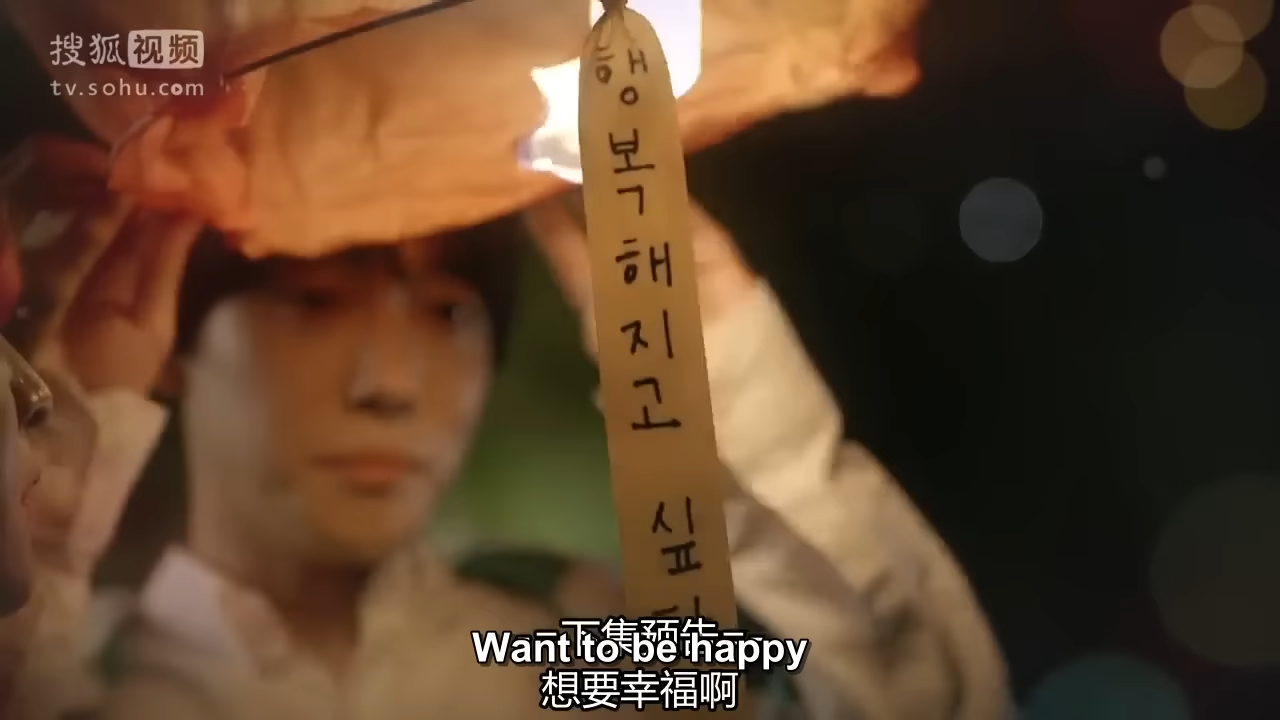 搜狐视频
tv.sohu.com
행복해지고 싶다
下集预告
Want to be happy
想要幸福啊